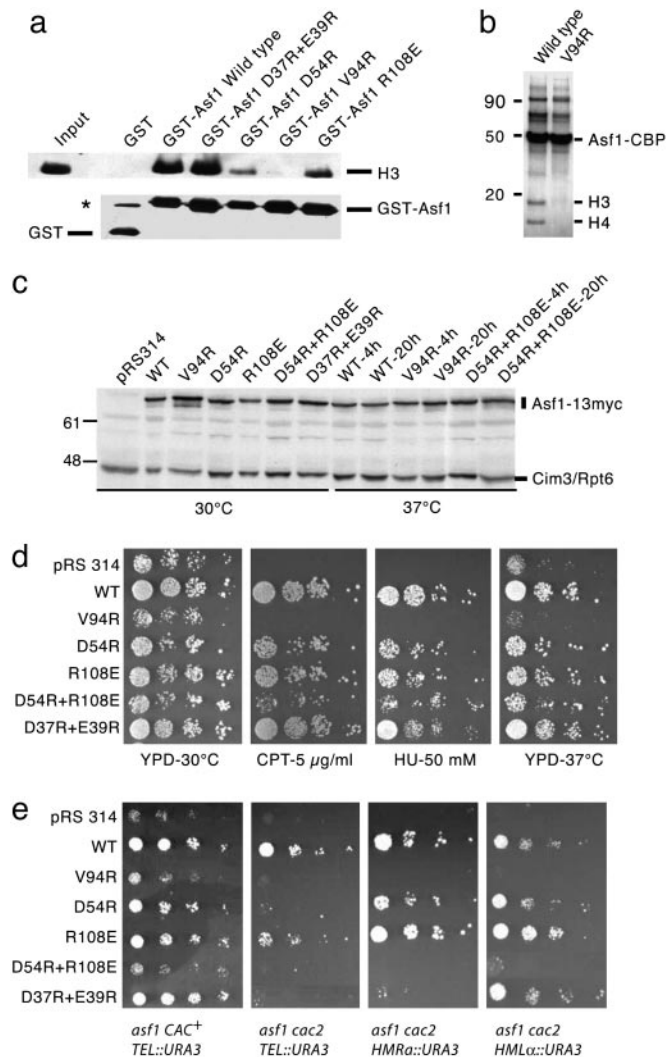 a
Input
GST
GST-Asf1 Wild type
GST-Asf1 D37R+E39R
GST-Asf1 D54R
GST-Asf1 V94R
GST-Asf1 R108E
H3
*
GST-Asf1
GST
b
Wild type
V94R
90
50
Asf1-CBP
20
H3
H4
c
pRS314
WT
V94R
D54R
R108E
D54R+R108E
D37R+E39R
WT-4h
WT-20h
V94R-4h
V94R-20h
D54R+R108E-4h
D54R+R108E-20h
Asf1-13myc
61
48
Cim3/Rpt6
30°C
37°C
d
pRS 314
WT
V94R
D54R
R108E
D54R+R108E
D37R+E39R
YPD-30°C
CPT-5 µg/ml
HU-50 mM
YPD-37°C
e
pRS 314
WT
V94R
D54R
R108E
D54R+R108E
D37R+E39R
asf1 CAC+
TEL::URA3
asf1 cac2
TEL::URA3
asf1 cac2
HMRa::URA3
asf1 cac2
HMLα::URA3